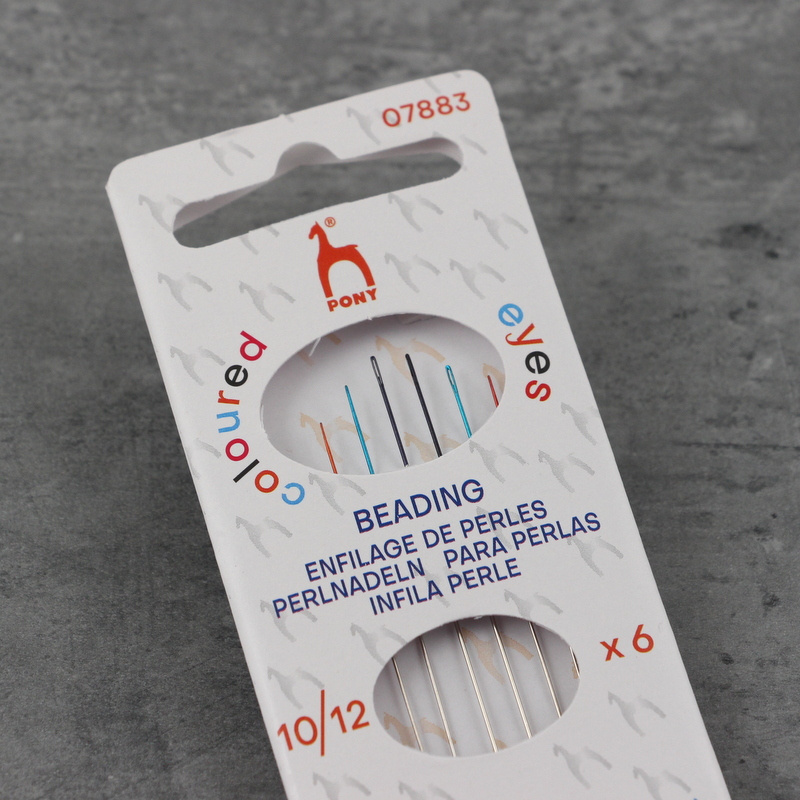 07883
®
PONY
coloured eyes
BEADING
ENFILAGE DE PERLES
PERLNADELN PARA PERLAS
INFILA PERLE
x 6
10/12